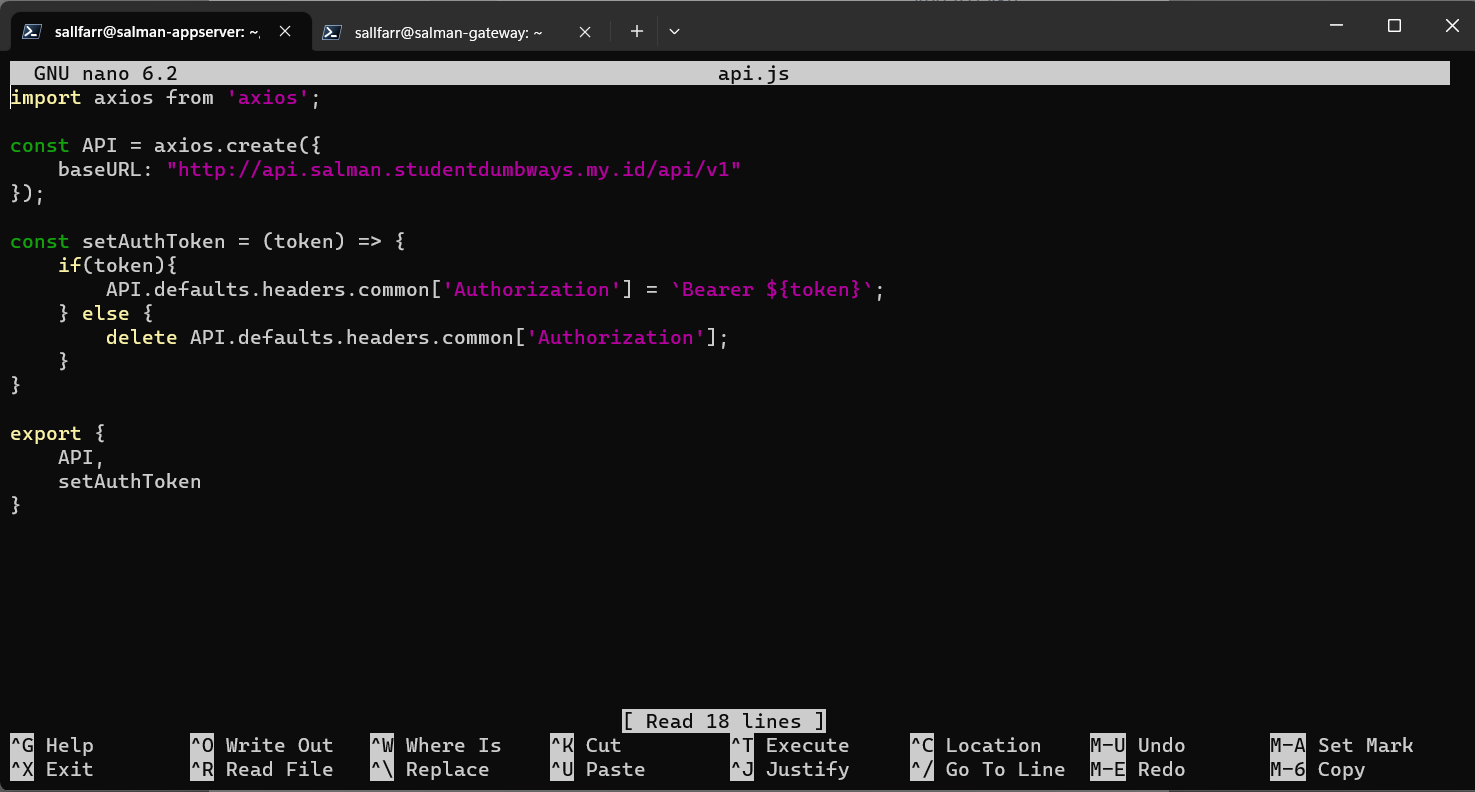 sallfarr@salman-appserver: ~, sallfarr@salman-gateway: ~
GNU nano 6.2 api.js
import axios from 'axios';
const API = axios.create({
    baseURL: "http://api.salman.studentdumbways.my.id/api/v1"
});
const setAuthToken = (token) => {
    if(token){
        API.defaults.headers.common['Authorization'] = `Bearer ${token}`;
    } else {
        delete API.defaults.headers.common['Authorization'];
    }
}
export {
    API,
    setAuthToken
}
[ Read 18 lines ]
^G Help ^O Write Out ^W Where Is ^K Cut ^T Execute ^C Location M-U Undo M-A Set Mark
^X Exit ^R Read File ^\ Replace ^U Paste ^J Justify ^/ Go To Line M-E Redo M-6 Copy